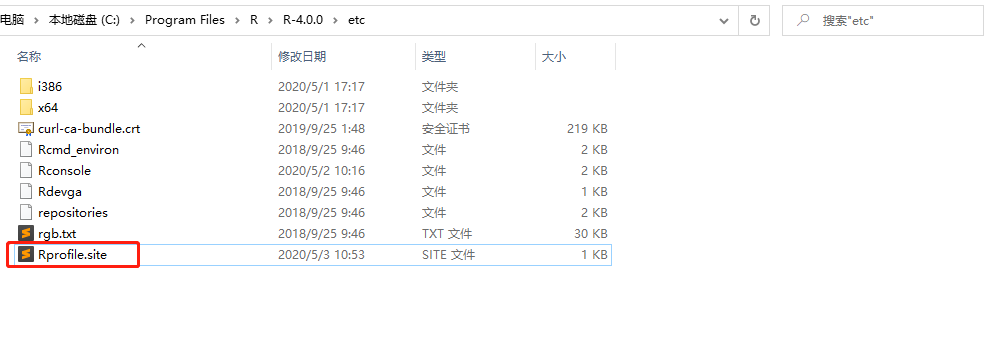 电脑 › 本地磁盘 (C:) › Program Files › R › R-4.0.0 › etc 搜索"etc"
名称 修改日期 类型 大小
i386 2020/5/1 17:17 文件夹
x64 2020/5/1 17:17 文件夹
curl-ca-bundle.crt 2019/9/25 1:48 安全证书 219 KB
Rcmd_environ 2018/9/25 9:46 文件 2 KB
Rconsole 2020/5/2 10:16 文件 2 KB
Rdevga 2018/9/25 9:46 文件 1 KB
repositories 2018/9/25 9:46 文件 2 KB
rgb.txt 2018/9/25 9:46 TXT 文件 30 KB
Rprofile.site 2020/5/3 10:53 SITE 文件 1 KB